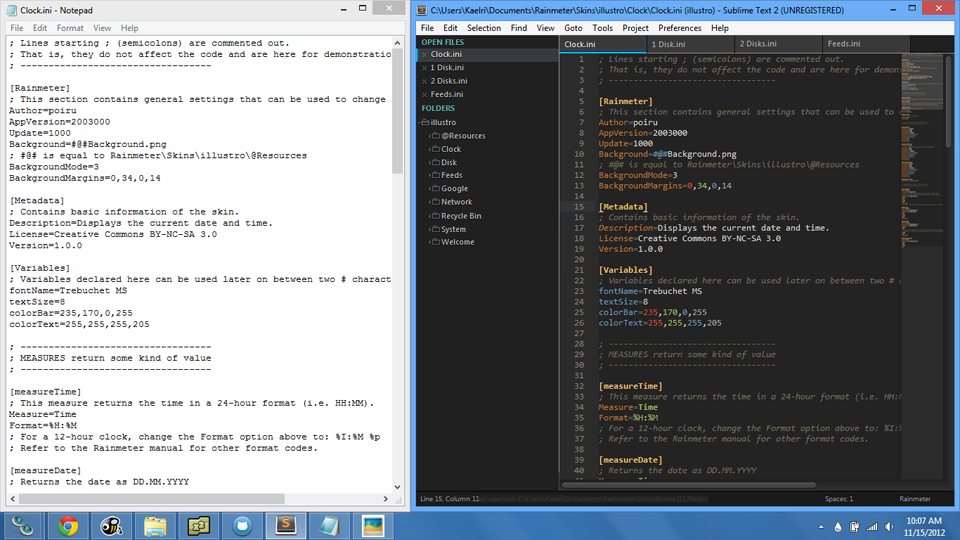 Clock.ini - Notepad
File Edit Format View Help
; Lines starting ; (semicolons) are commented out.
; That is, they do not affect the code and are here for demonstratio
; ----------------------------------
[Rainmeter]
; This section contains general settings that can be used to change
Author=poiru
AppVersion=2003000
Update=1000
Background=#@#Background.png
; #@# is equal to Rainmeter\Skins\illustro\@Resources
BackgroundMode=3
BackgroundMargins=0,34,0,14
[Metadata]
; Contains basic information of the skin.
Description=Displays the current date and time.
License=Creative Commons BY-NC-SA 3.0
Version=1.0.0
[Variables]
; Variables declared here can be used later on between two # charact
fontName=Trebuchet MS
textSize=8
colorBar=235,170,0,255
colorText=255,255,255,205
; ----------------------------------
; MEASURES return some kind of value
; ----------------------------------
[measureTime]
; This measure returns the time in a 24-hour format (i.e. HH:MM).
Measure=Time
Format=%H:%M
; For a 12-hour clock, change the Format option above to: %I:%M %p
; Refer to the Rainmeter manual for other format codes.
[measureDate]
; Returns the date as DD.MM.YYYY
C:\Users\Kaelri\Documents\Rainmeter\Skins\illustro\Clock\Clock.ini (illustro) - Sublime Text 2 (UNREGISTERED)
File Edit Selection Find View Goto Tools Project Preferences Help
OPEN FILES
Clock.ini
1 Disk.ini
2 Disks.ini
Feeds.ini
FOLDERS
illustro
@Resources
Clock
Disk
Feeds
Google
Network
Recycle Bin
System
Welcome
Clock.ini 1 Disk.ini 2 Disks.ini Feeds.ini
1 ; Lines starting ; (semicolons) are commented out.
2 ; That is, they do not affect the code and are here for demon
3 ; ----------------------------------
4
5 [Rainmeter]
6 ; This section contains general settings that can be used to
7 Author=poiru
8 AppVersion=2003000
9 Update=1000
10 Background=#@#Background.png
11 ; #@# is equal to Rainmeter\Skins\illustro\@Resources
12 BackgroundMode=3
13 BackgroundMargins=0,34,0,14
14
15 [Metadata]
16 ; Contains basic information of the skin.
17 Description=Displays the current date and time.
18 License=Creative Commons BY-NC-SA 3.0
19 Version=1.0.0
20
21 [Variables]
22 ; Variables declared here can be used later on between two #
23 fontName=Trebuchet MS
24 textSize=8
25 colorBar=235,170,0,255
26 colorText=255,255,255,205
27
28 ; ----------------------------------
29 ; MEASURES return some kind of value
30 ; ----------------------------------
31
32 [measureTime]
33 ; This measure returns the time in a 24-hour format (i.e. HH:M
34 Measure=Time
35 Format=%H:%M
36 ; For a 12-hour clock, change the Format option above to: %I:%
37 ; Refer to the Rainmeter manual for other format codes.
38
39 [measureDate]
40 ; Returns the date as DD.MM.YYYY
Line 15, Column 11
Spaces: 1
Rainmeter
10:07 AM
11/15/2012